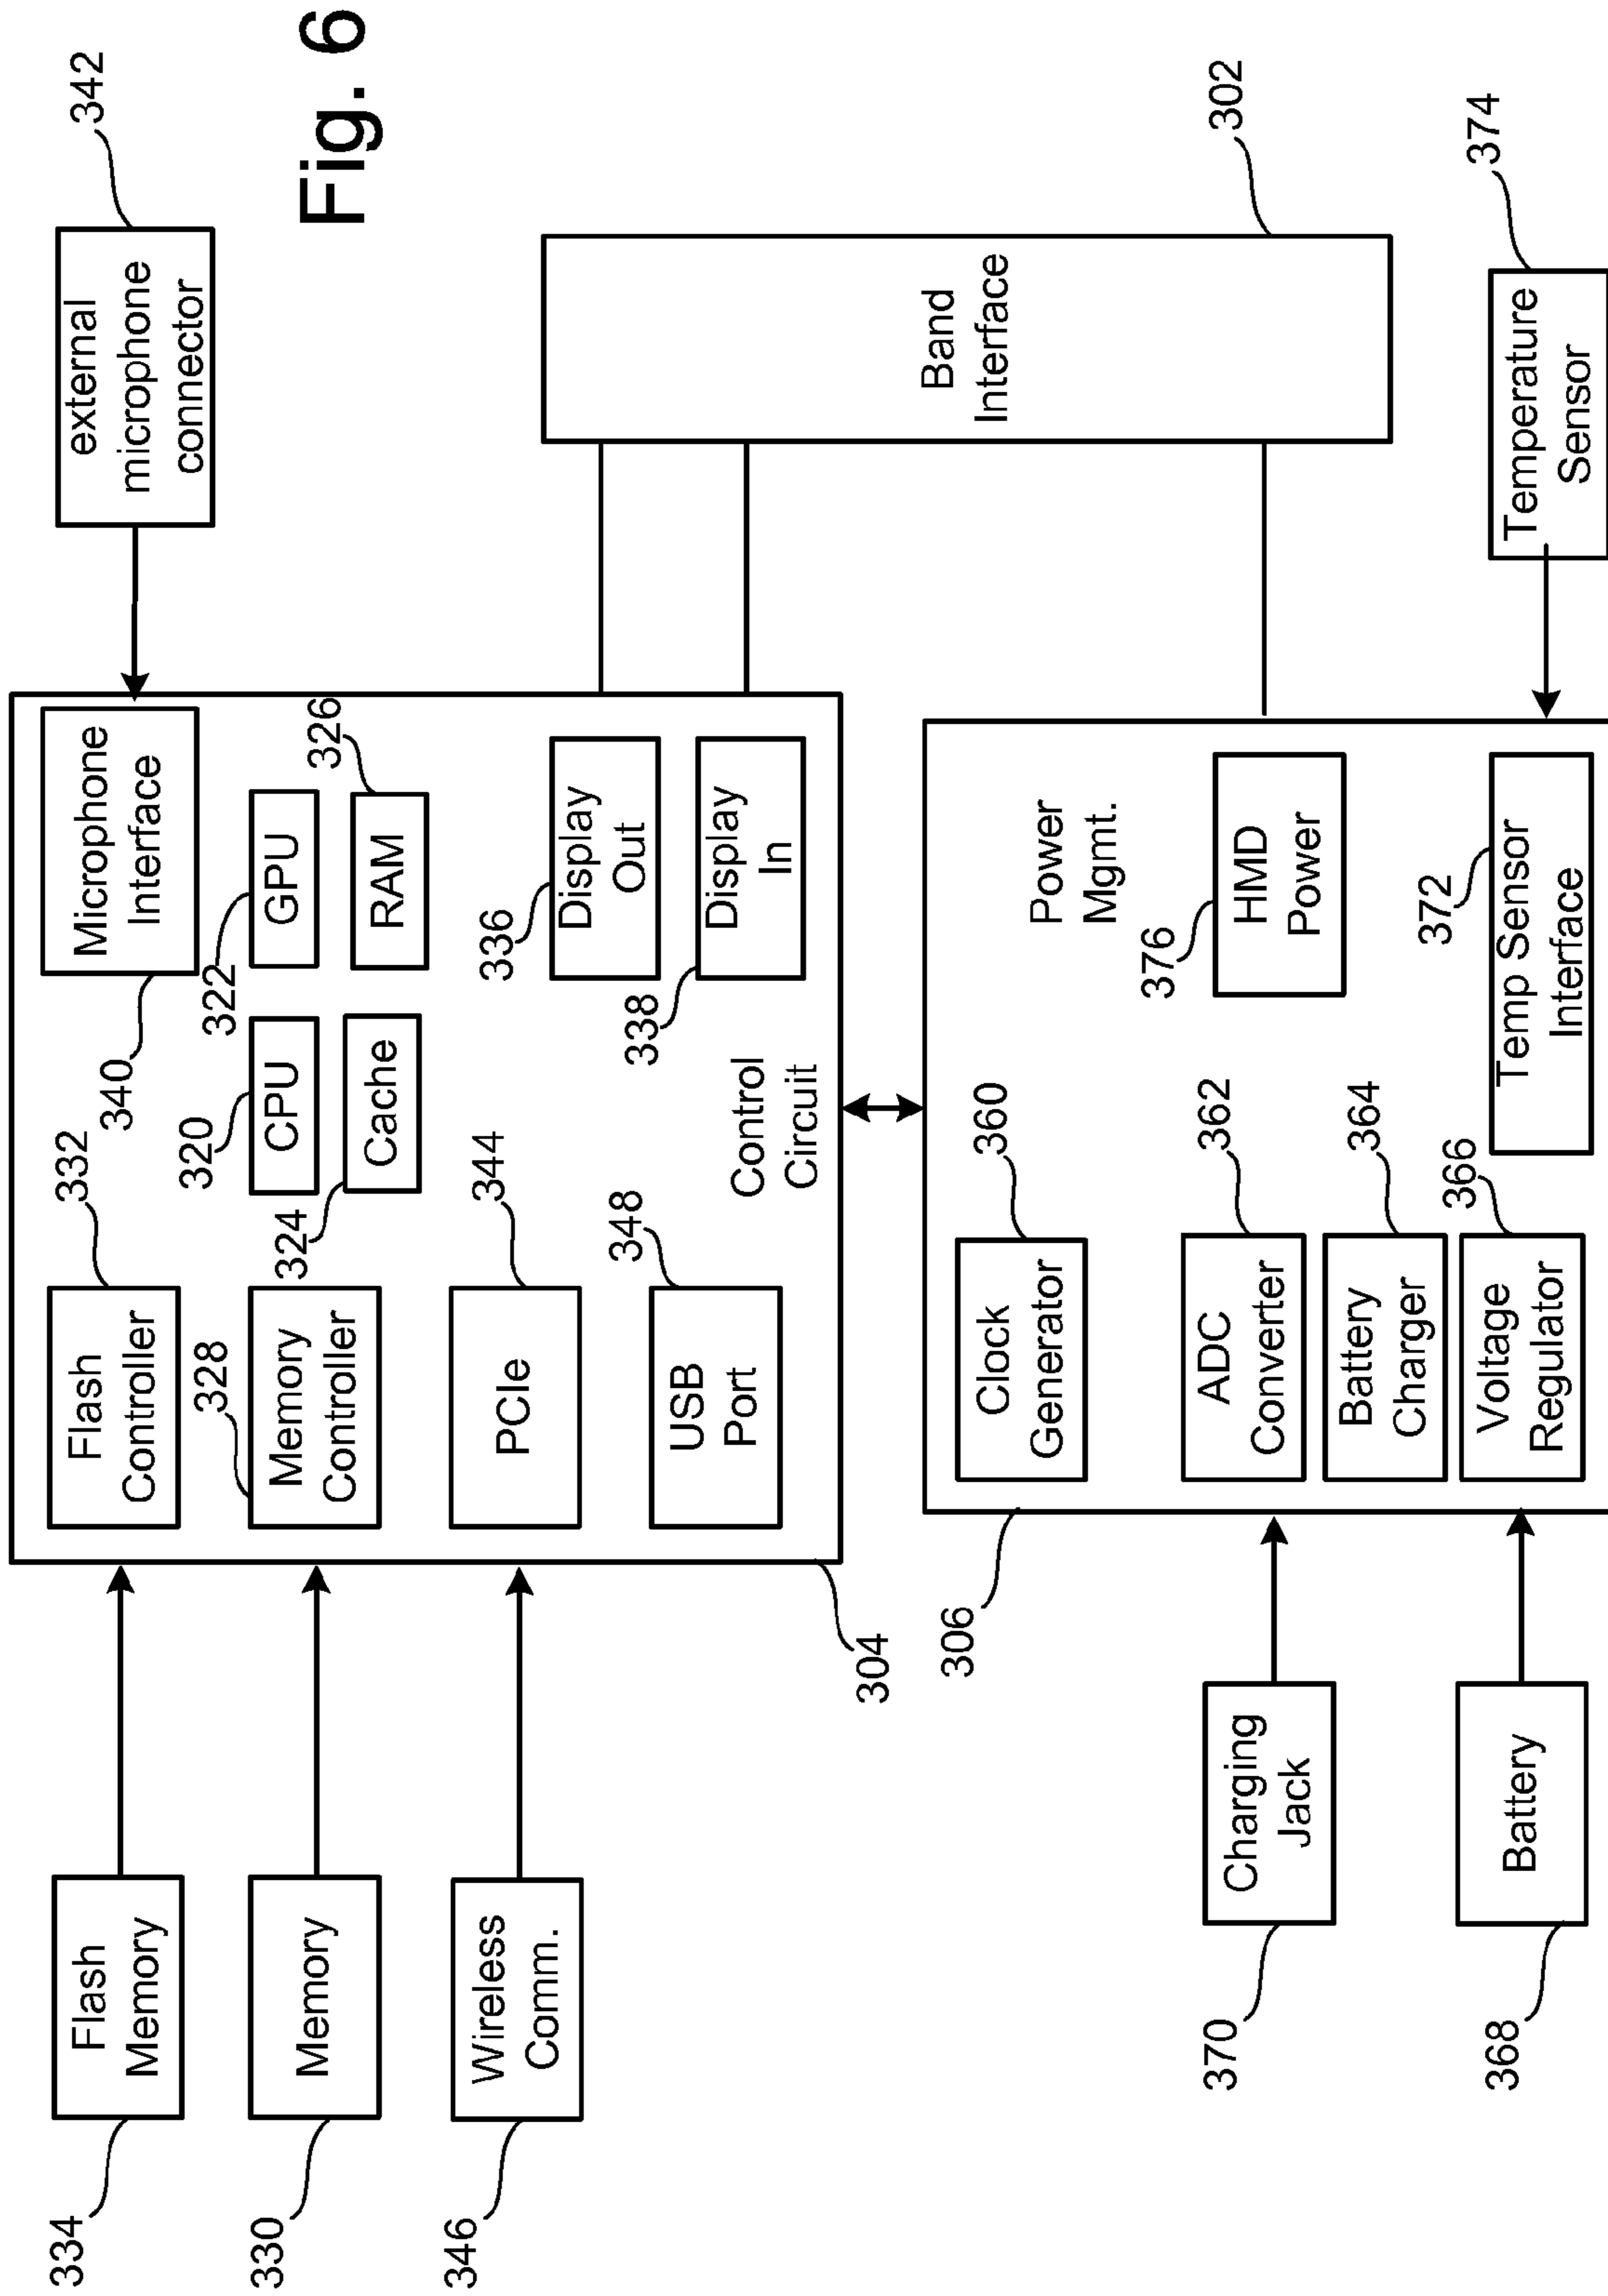 Fig. 6
334
Flash
Memory
330
Memory
346
Wireless
Comm.
332
Flash
Controller
328
Memory
Controller
344
PCIe
348
USB
Port
340
Microphone
Interface
320
CPU
322
GPU
324
Cache
326
RAM
336
Display
Out
338
Display
In
Control
Circuit
304
external
microphone
connector
342
Band
Interface
302
306
Power
Mgmt.
360
Clock
Generator
362
ADC
Converter
364
Battery
Charger
366
Voltage
Regulator
376
HMD
Power
372
Temp Sensor
Interface
370
Charging
Jack
368
Battery
Temperature
Sensor
374